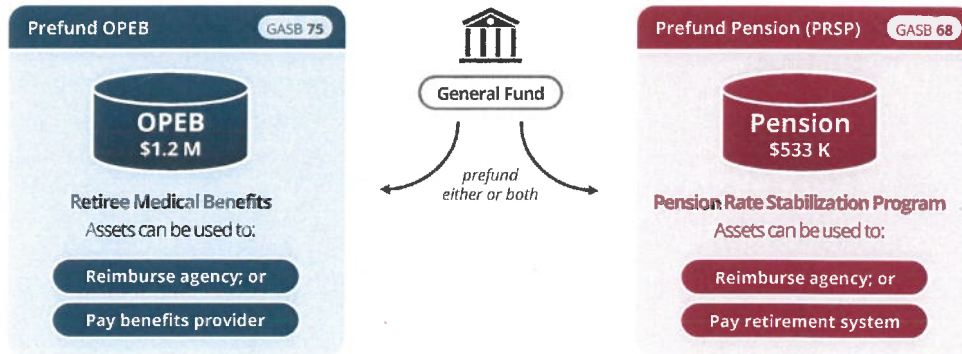 Prefund OPEB
GASB 75
OPEB
$1.2 M
Retiree Medical Benefits
Assets can be used to:
Reimburse agency; or
Pay benefits provider
General Fund
prefund
either or both
Prefund Pension (PRSP)
GASB 68
Pension
$533 K
Pension Rate Stabilization Program
Assets can be used to:
Reimburse agency; or
Pay retirement system